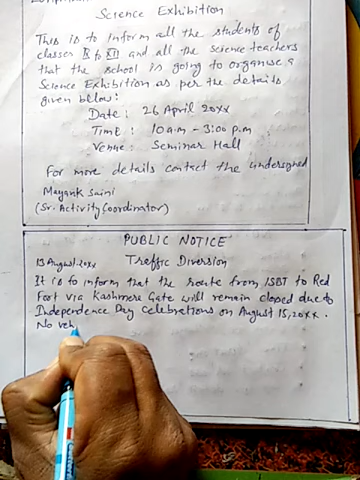 Science Exhibition
This is to inform all the students of
classes IX to XII and all the science teachers
that the school is going to organise a
Science Exhibition as per the details
given bllow:
Date: 26 April 20XX
Time: 10 a.m - 3:00 p.m
Venue: Seminar Hall
For more details contact the undersigned
Mayank Saini
(Sr. Activity Coordinator)
PUBLIC NOTICE
13 August 20XX Traffic Diversion
It is to inform that the route from ISBT to Red
Foot via Kashmere Gate will remain closed due to
Independence Day Celebrations on August 15, 20XX.
No veh